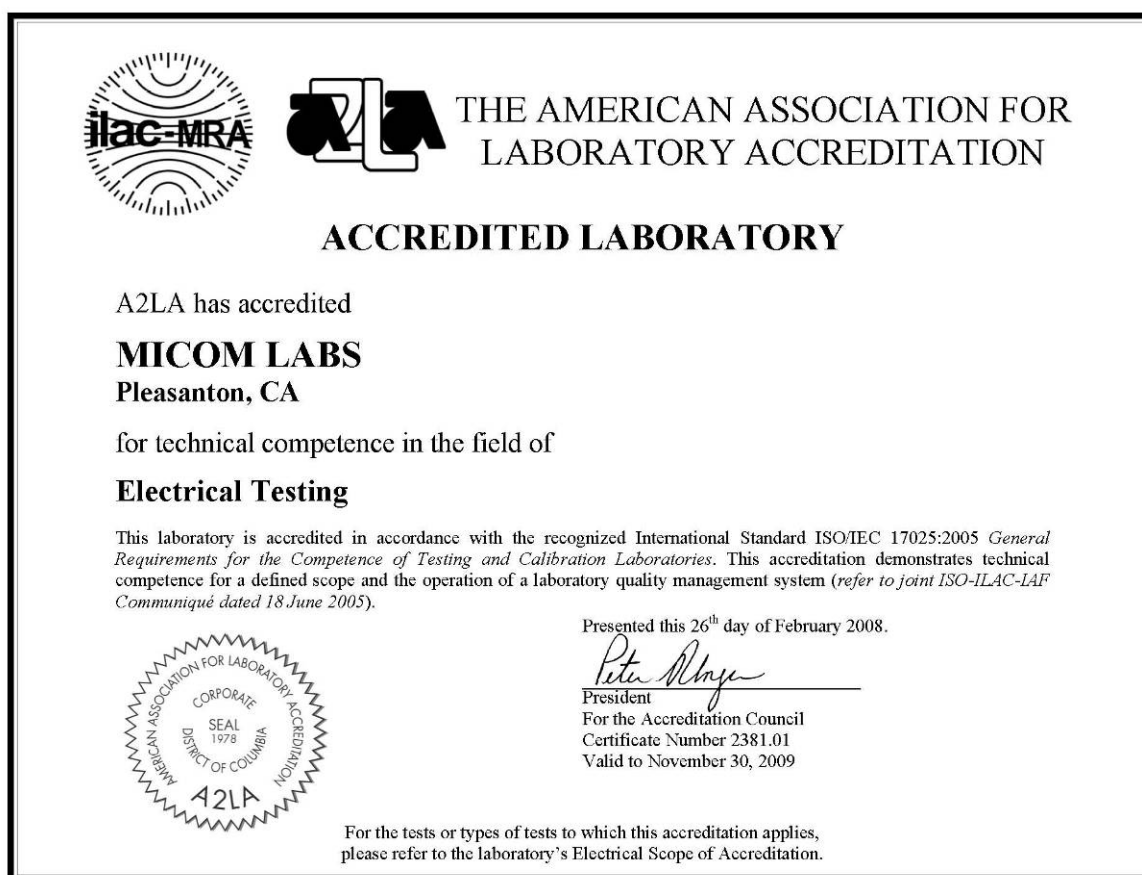 ilac-MRA
A2LA
THE AMERICAN ASSOCIATION FOR
LABORATORY ACCREDITATION
ACCREDITED LABORATORY
A2LA has accredited
MICOM LABS
Pleasanton, CA
for technical competence in the field of
Electrical Testing
This laboratory is accredited in accordance with the recognized International Standard ISO/IEC 17025:2005 General
Requirements for the Competence of Testing and Calibration Laboratories. This accreditation demonstrates technical
competence for a defined scope and the operation of a laboratory quality management system (refer to joint ISO-ILAC-IAF
Communiqué dated 18 June 2005).
Presented this 26th day of February 2008.
Peter
President
For the Accreditation Council
Certificate Number 2381.01
Valid to November 30, 2009
AMERICAN ASSOCIATION FOR LABORATORY ACCREDITATION
CORPORATE
SEAL
1978
DISTRICT OF COLUMBIA
A2LA
For the tests or types of tests to which this accreditation applies,
please refer to the laboratory's Electrical Scope of Accreditation.